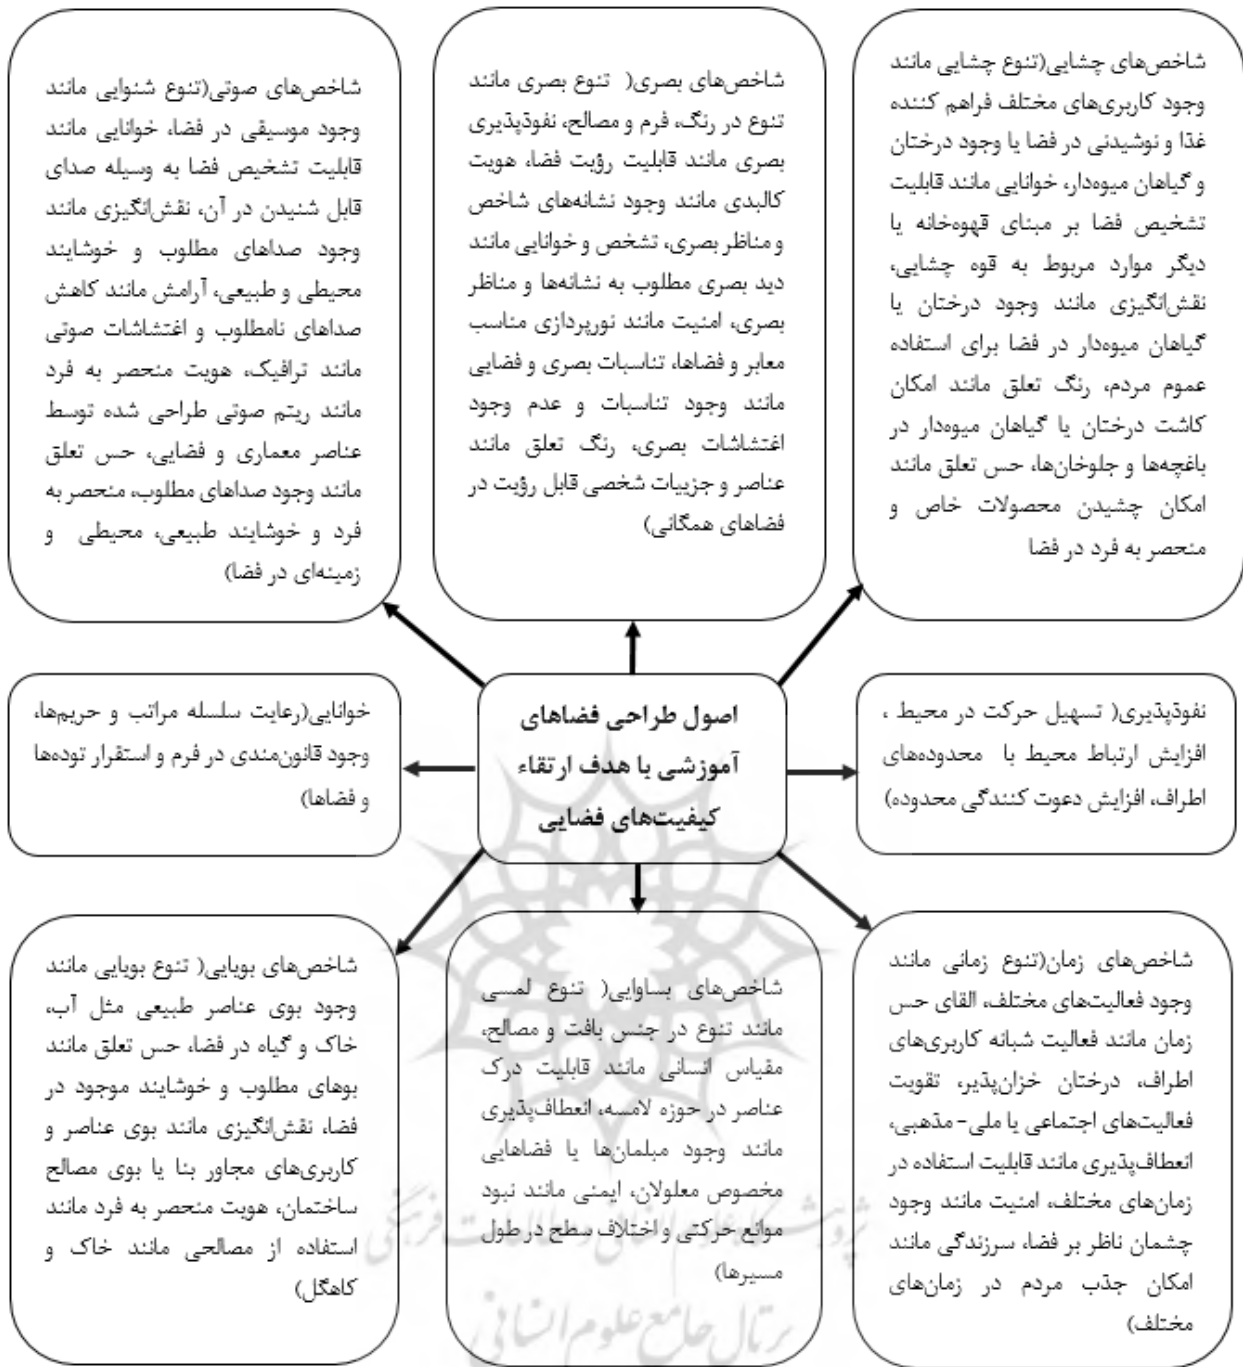 شاخص‌های چشایی(تنوع چشایی مانند
وجود کاربری‌های مختلف فراهم کننده
غذا و نوشیدنی در فضا یا وجود درختان
و گیاهان میوه‌دار، خوانایی مانند قابلیت
تشخیص فضا بر مبنای قهوه‌خانه یا
دیگر موارد مربوط به قوه چشایی،
نقش‌انگیزی مانند وجود درختان یا
گیاهان میوه‌دار در فضا برای استفاده
عموم مردم، رنگ تعلق مانند امکان
کاشت درختان یا گیاهان میوه‌دار در
باغچه‌ها و جلوخان‌ها، حس تعلق مانند
امکان چشیدن محصولات خاص و
منحصر به فرد در فضا
شاخص‌های بصری( تنوع بصری مانند
تنوع در رنگ، فرم و مصالح، نفوذپذیری
بصری مانند قابلیت رؤیت فضا، هویت
کالبدی مانند وجود نشانه‌های شاخص
و مناظر بصری، تشخص و خوانایی مانند
دید بصری مطلوب به نشانه‌ها و مناظر
بصری، امنیت مانند نورپردازی مناسب
معابر و فضاها، تناسبات بصری و فضایی
مانند وجود تناسبات و عدم وجود
اغتشاشات بصری، رنگ تعلق مانند
عناصر و جزییات شخصی قابل رؤیت در
فضاهای همگانی)
شاخص‌های صوتی(تنوع شنوایی مانند
وجود موسیقی در فضا، خوانایی مانند
قابلیت تشخیص فضا به وسیله صدای
قابل شنیدن در آن، نقش‌انگیزی مانند
وجود صداهای مطلوب و خوشایند
محیطی و طبیعی، آرامش مانند کاهش
صداهای نامطلوب و اغتشاشات صوتی
مانند ترافیک، هویت منحصر به فرد
مانند ریتم صوتی طراحی شده توسط
عناصر معماری و فضایی، حس تعلق
مانند وجود صداهای مطلوب، منحصر به
فرد و خوشایند طبیعی، محیطی و
زمینه‌ای در فضا)
نفوذپذیری( تسهیل حرکت در محیط ،
افزایش ارتباط محیط با محدوده‌های
اطراف، افزایش دعوت کنندگی محدوده)
اصول طراحی فضاهای
آموزشی با هدف ارتقاء
کیفیت‌های فضایی
خوانایی(رعایت سلسله مراتب و حریم‌ها،
وجود قانون‌مندی در فرم و استقرار توده‌ها
و فضاها)
شاخص‌های زمان(تنوع زمانی مانند
وجود فعالیت‌های مختلف، القای حس
زمان مانند فعالیت شبانه کاربری‌های
اطراف، درختان خزان‌پذیر، تقویت
فعالیت‌های اجتماعی یا ملی-مذهبی،
انعطاف‌پذیری مانند قابلیت استفاده در
زمان‌های مختلف، امنیت مانند وجود
چشمان ناظر بر فضا، سرزندگی مانند
امکان جذب مردم در زمان‌های
مختلف)
شاخص‌های بساوایی( تنوع لمسی
مانند تنوع در جنس بافت و مصالح،
مقیاس انسانی مانند قابلیت درک
عناصر در حوزه لامسه، انعطاف‌پذیری
مانند وجود مبلمان‌ها یا فضاهایی
مخصوص معلولان، ایمنی مانند نبود
موانع حرکتی و اختلاف سطح در طول
مسیرها)
شاخص‌های بویایی( تنوع بویایی مانند
وجود بوی عناصر طبیعی مثل آب،
خاک و گیاه در فضا، حس تعلق مانند
بوهای مطلوب و خوشایند موجود در
فضا، نقش‌انگیزی مانند بوی عناصر و
کاربری‌های مجاور بنا یا بوی مصالح
ساختمان، هویت منحصر به فرد مانند
استفاده از مصالحی مانند خاک و
کاهگل)
پژوهشگاه علوم انسانی و مطالعات فرهنگی
پرتال جامع علوم انسانی